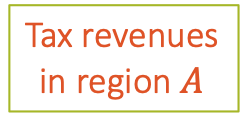 Tax revenues
in region A